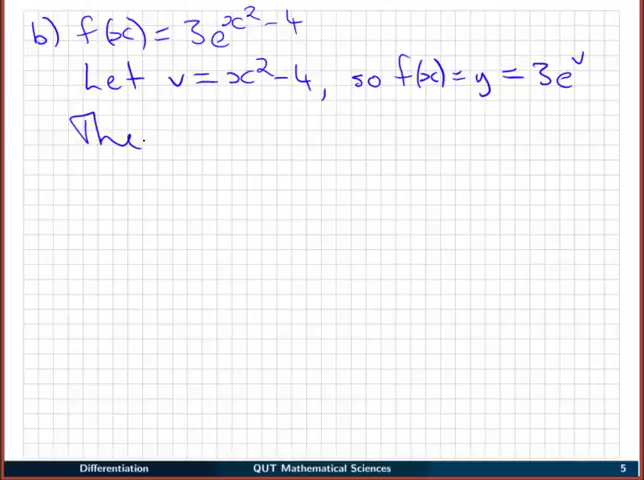 b) f(x) = 3e^{x² - 4}
Let v = x² - 4, so f(x) = y = 3e^v
The
Differentiation QUT Mathematical Sciences 5